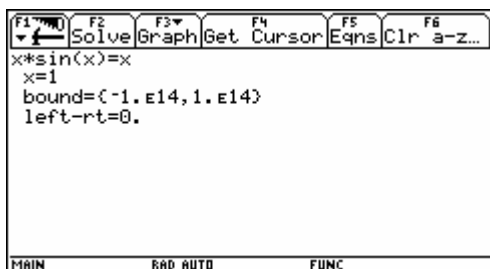 F1 F2 Solve F3 Graph F4 Get Cursor F5 Eqns F6 Clr a-z…
x*sin(x)=x
x=1
bound={⁻1.ᴇ14,1.ᴇ14}
left-rt=0.
MAIN RAD AUTO FUNC